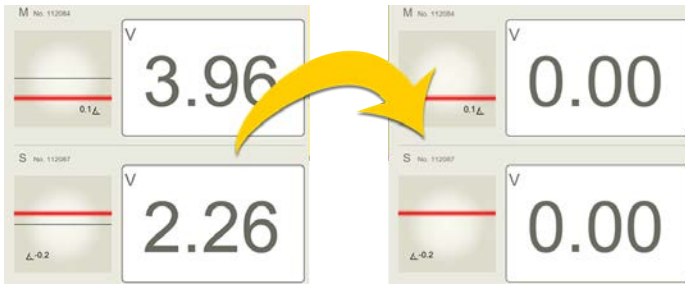 M No. 112084
V
3.96
0.1∡
S No. 112087
V
2.26
∡-0.2
M No. 112084
V
0.00
0.1∡
S No. 112087
V
0.00
∡-0.2